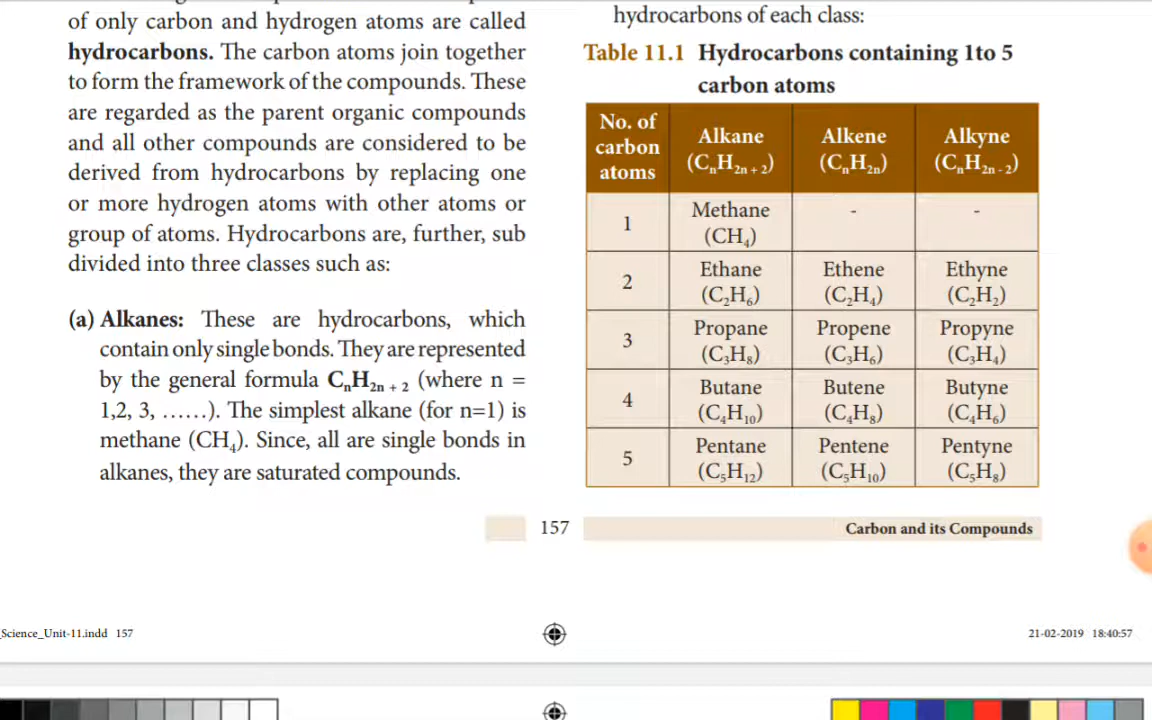 of only carbon and hydrogen atoms are called
hydrocarbons. The carbon atoms join together
to form the framework of the compounds. These
are regarded as the parent organic compounds
and all other compounds are considered to be
derived from hydrocarbons by replacing one
or more hydrogen atoms with other atoms or
group of atoms. Hydrocarbons are, further, sub
divided into three classes such as:
(a) Alkanes: These are hydrocarbons, which
contain only single bonds. They are represented
by the general formula CₙH₂ₙ ₊ ₂ (where n =
1,2, 3, ……). The simplest alkane (for n=1) is
methane (CH₄). Since, all are single bonds in
alkanes, they are saturated compounds.
hydrocarbons of each class:
Table 11.1 Hydrocarbons containing 1to 5
carbon atoms
No. of carbon atoms
Alkane (CₙH₂ₙ ₊ ₂)
Alkene (CₙH₂ₙ)
Alkyne (CₙH₂ₙ ₋ ₂)
1 Methane (CH₄) - -
2 Ethane (C₂H₆) Ethene (C₂H₄) Ethyne (C₂H₂)
3 Propane (C₃H₈) Propene (C₃H₆) Propyne (C₃H₄)
4 Butane (C₄H₁₀) Butene (C₄H₈) Butyne (C₄H₆)
5 Pentane (C₅H₁₂) Pentene (C₅H₁₀) Pentyne (C₅H₈)
157 Carbon and its Compounds
Science_Unit-11.indd 157 21-02-2019 18:40:57